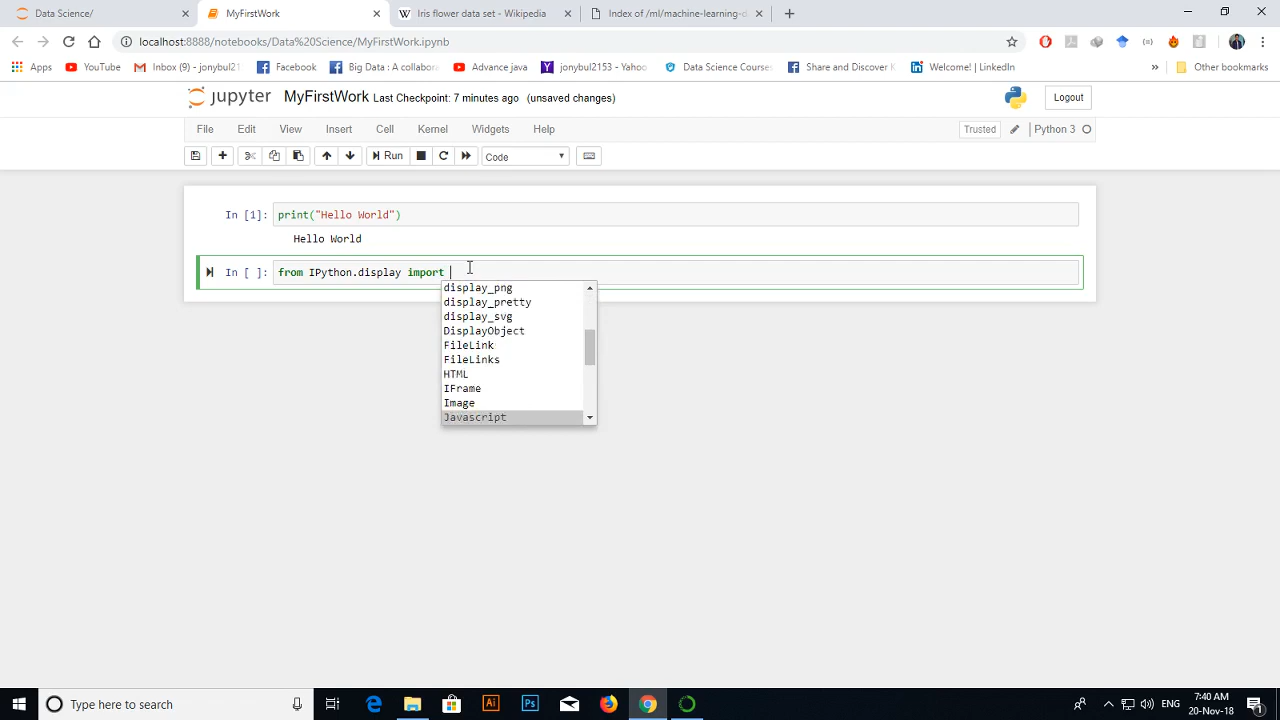 Data Science/
MyFirstWork
Iris flower data set - Wikipedia
Index of /ml/machine-learning-d
localhost:8888/notebooks/Data%20Science/MyFirstWork.ipynb
Apps
YouTube
Inbox (9) - jonybul21
Facebook
Big Data : A collabora
Advance java
jonybul2153 - Yahoo
Data Science Course
Share and Discover K
Welcome! | LinkedIn
»
Other bookmarks
jupyter MyFirstWork Last Checkpoint: 7 minutes ago (unsaved changes)
Logout
File Edit View Insert Cell Kernel Widgets Help
Trusted
Python 3
Run
Code
In [1]: print("Hello World")
Hello World
In [ ]: from IPython.display import
display_png
display_pretty
display_svg
DisplayObject
FileLink
FileLinks
HTML
IFrame
Image
Javascript
Type here to search
Ai
Ps
ENG
7:40 AM
20-Nov-18
1